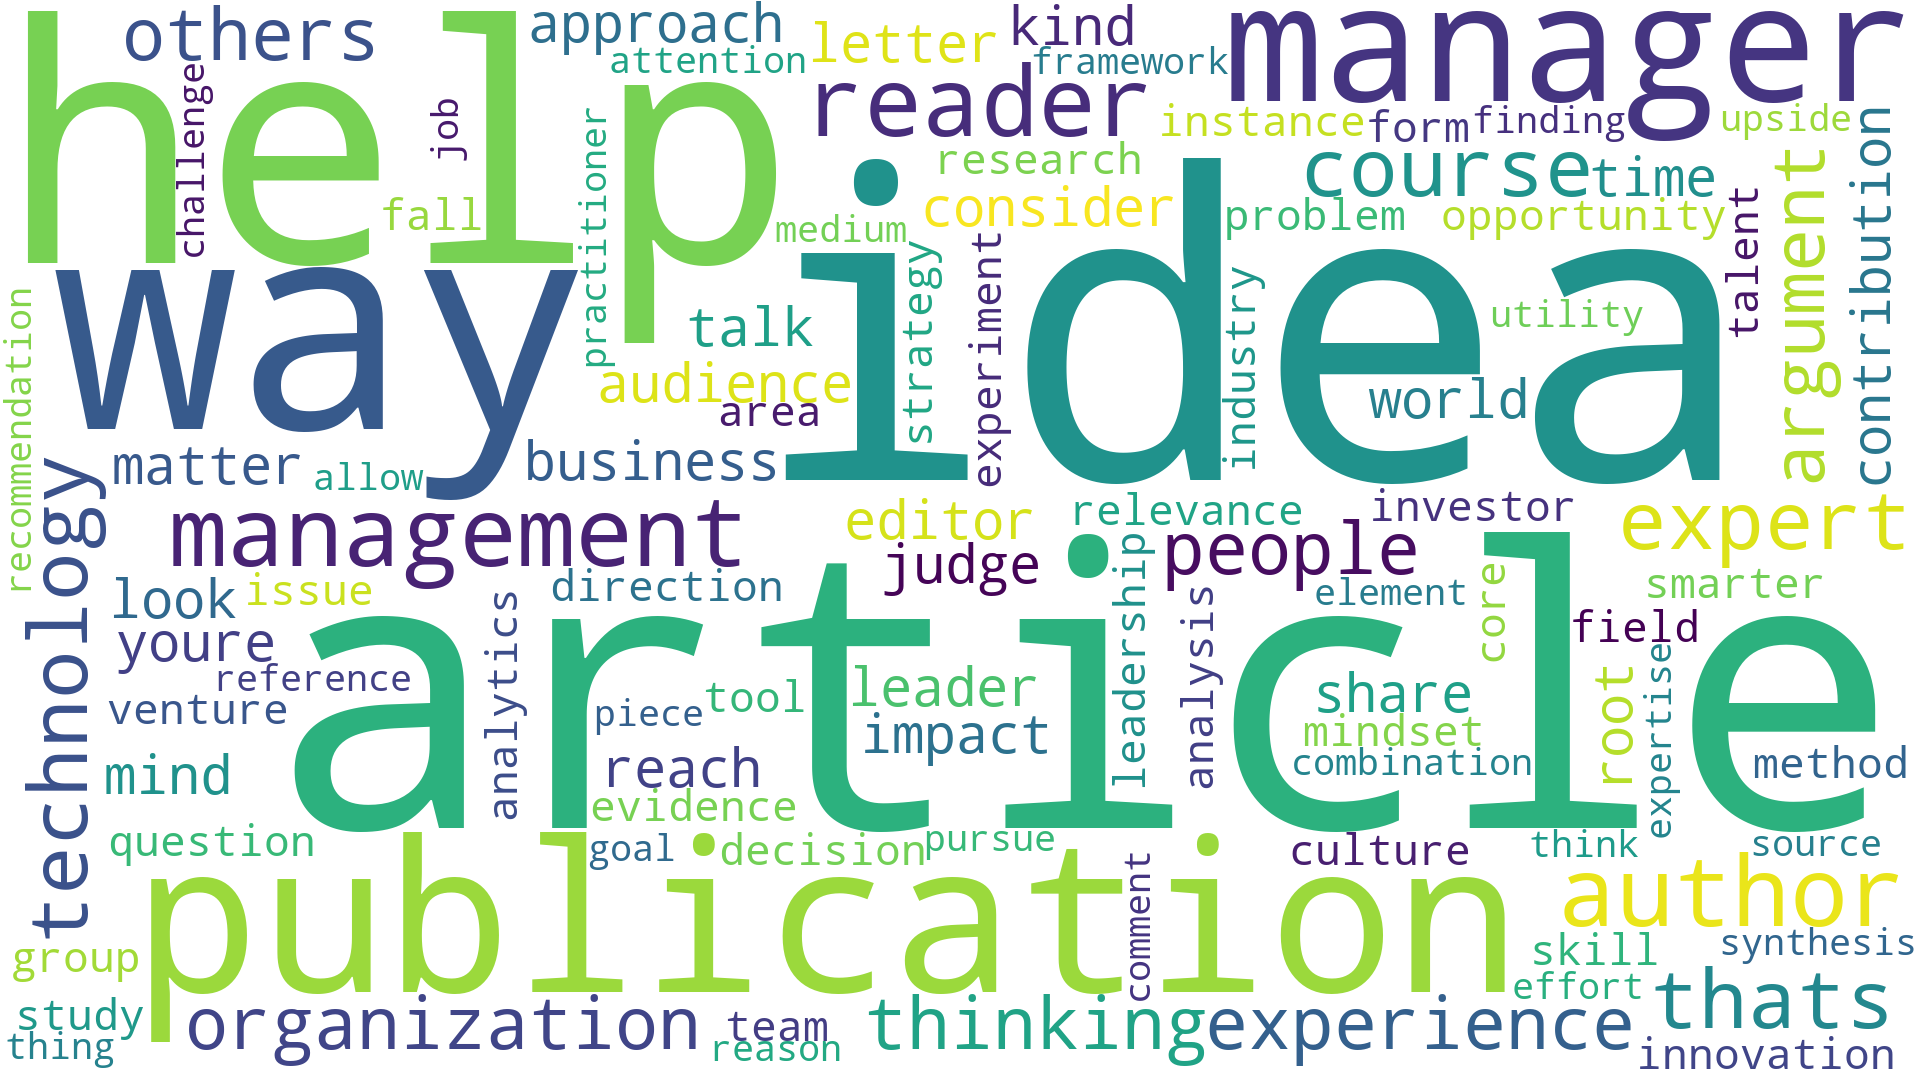 help
idea
way
article
publication
manager
others
approach
attention
letter
kind
framework
reader
challenge
job
practitioner
fall
instance
form
finding
upside
research
course
time
consider
medium
problem
opportunity
argument
contribution
talent
recommendation
talk
strategy
experiment
industry
utility
audience
area
world
matter
allow
business
technology
management
editor
relevance
investor
expert
judge
people
look
issue
direction
leadership
element
core
smarter
youre
analytics
analysis
field
reference
venture
piece
tool
leader
share
root
expertise
impact
mindset
mind
reach
combination
method
evidence
question
goal
decision
pursue
culture
think
source
comment
author
group
skill
synthesis
effort
study
thing
organization
team
reason
thinking
experience
thats
innovation